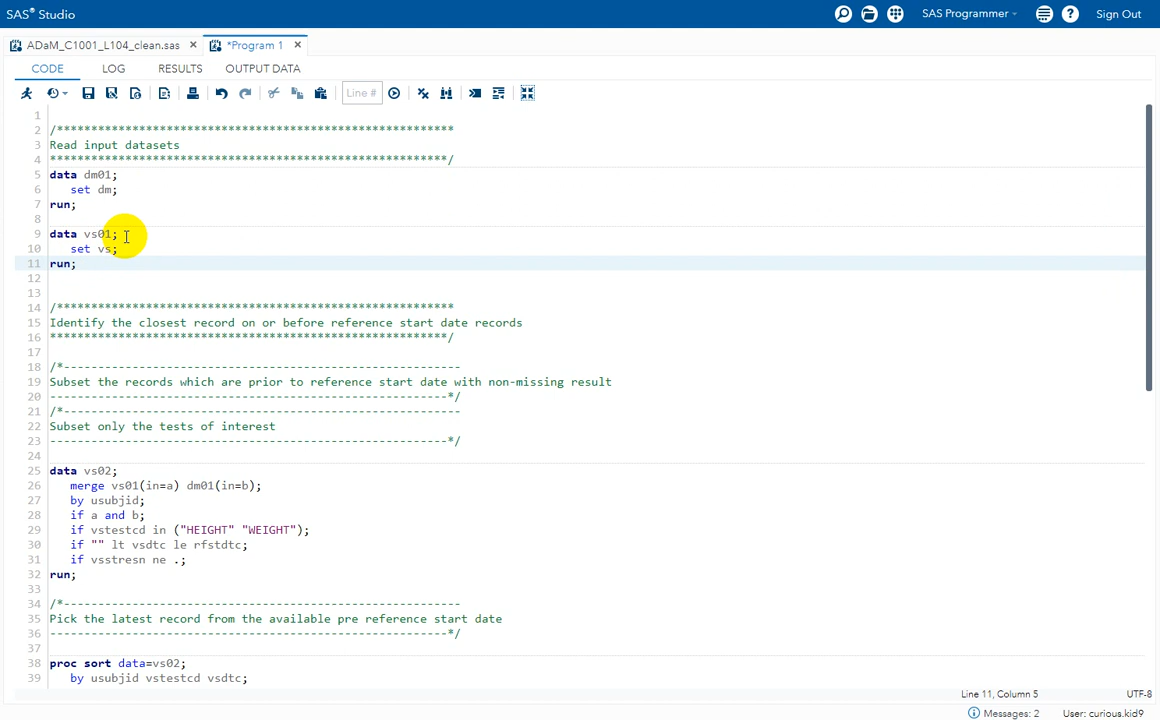 SAS® Studio
SAS Programmer
Sign Out
ADaM_C1001_L104_clean.sas × *Program 1 ×
CODE LOG RESULTS OUTPUT DATA
Line #
1
2 /**********************************************************
3 Read input datasets
4 **********************************************************/
5 data dm01;
6 set dm;
7 run;
8
9 data vs01;
10 set vs;
11 run;
12
13
14 /**********************************************************
15 Identify the closest record on or before reference start date records
16 **********************************************************/
17
18 /*----------------------------------------------------------
19 Subset the records which are prior to reference start date with non-missing result
20 ----------------------------------------------------------*/
21 /*----------------------------------------------------------
22 Subset only the tests of interest
23 ----------------------------------------------------------*/
24
25 data vs02;
26 merge vs01(in=a) dm01(in=b);
27 by usubjid;
28 if a and b;
29 if vstestcd in ("HEIGHT" "WEIGHT");
30 if "" lt vsdtc le rfstdtc;
31 if vsstresn ne .;
32 run;
33
34 /*----------------------------------------------------------
35 Pick the latest record from the available pre reference start date
36 ----------------------------------------------------------*/
37
38 proc sort data=vs02;
39 by usubjid vstestcd vsdtc;
Line 11, Column 5 UTF-8
Messages: 2 User: curious.kid9